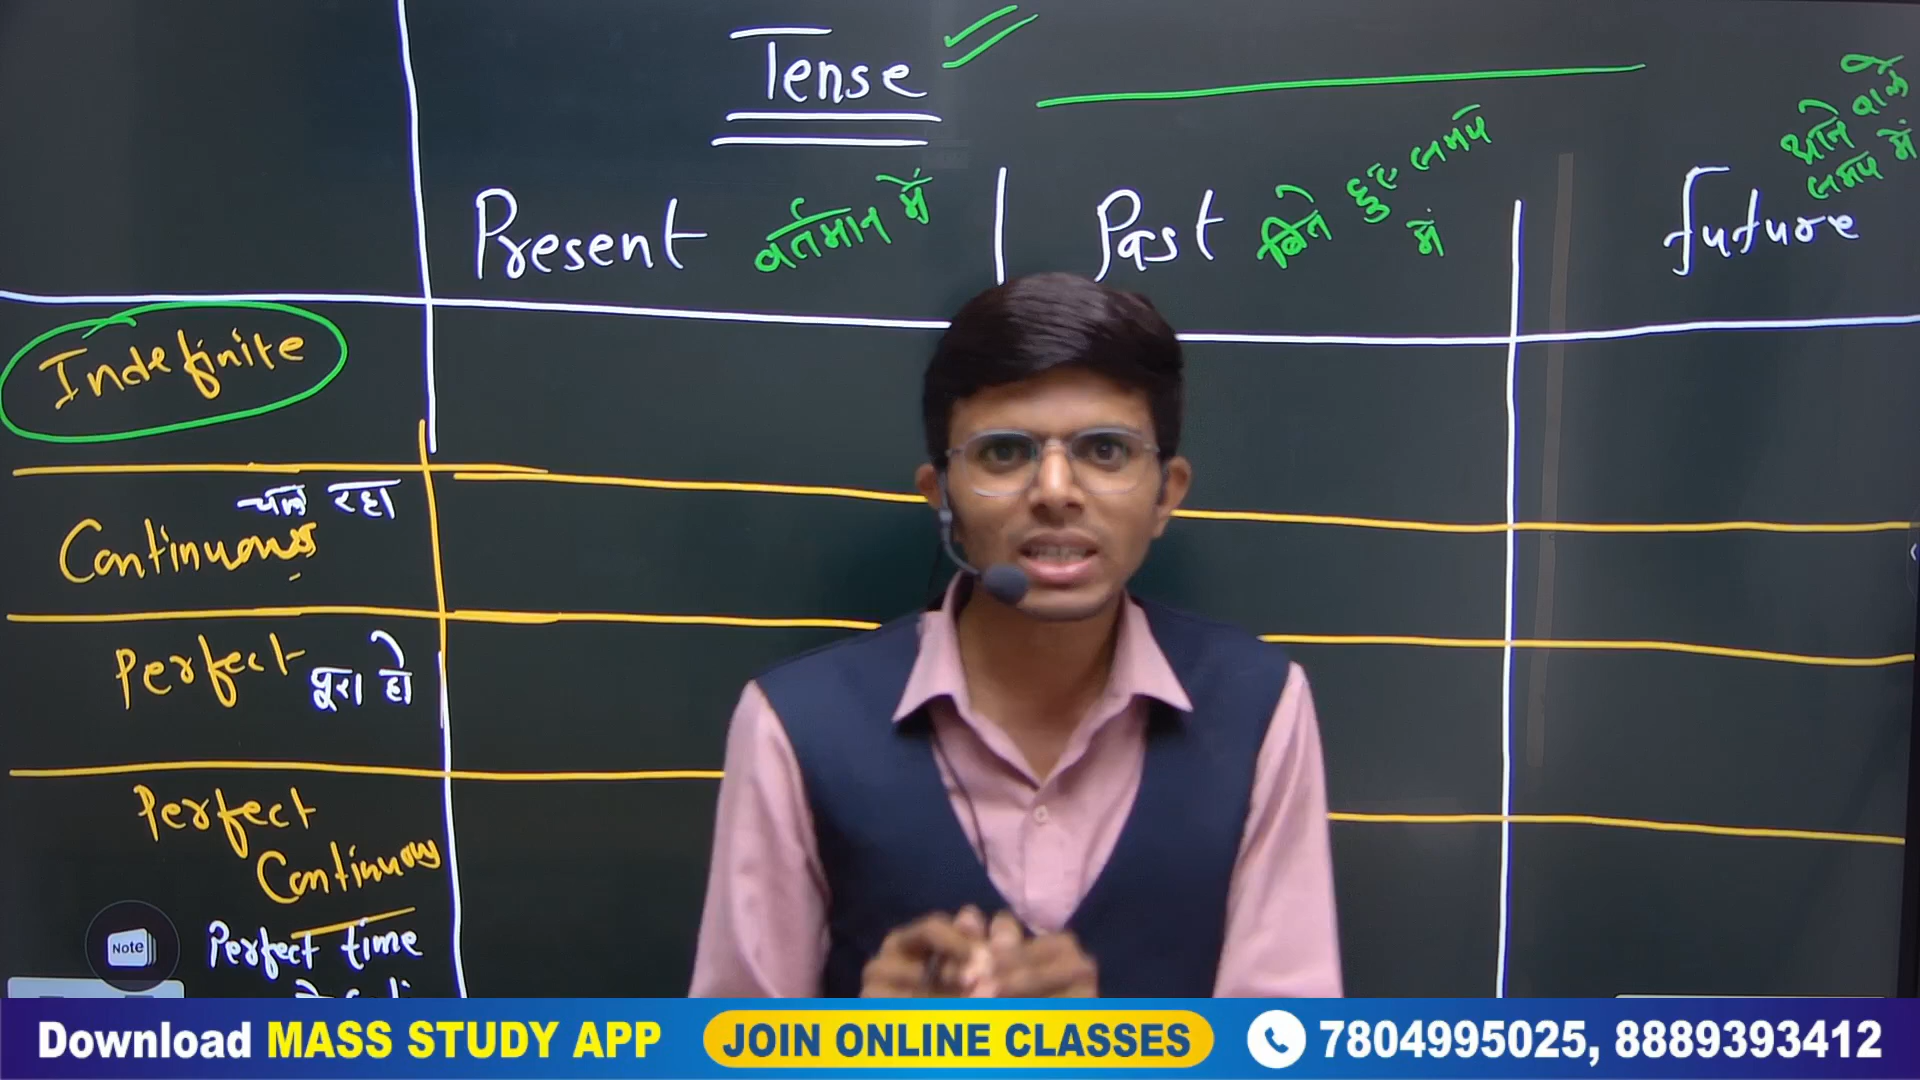 Tense
Present वर्तमान में
Past बिते हुए समय में
future आने वाले समय में
Indefinite
चल रहा
Continuous
Perfect पूरा हो
Perfect
Continuous
Note
Perfect time
Download MASS STUDY APP JOIN ONLINE CLASSES 7804995025, 8889393412